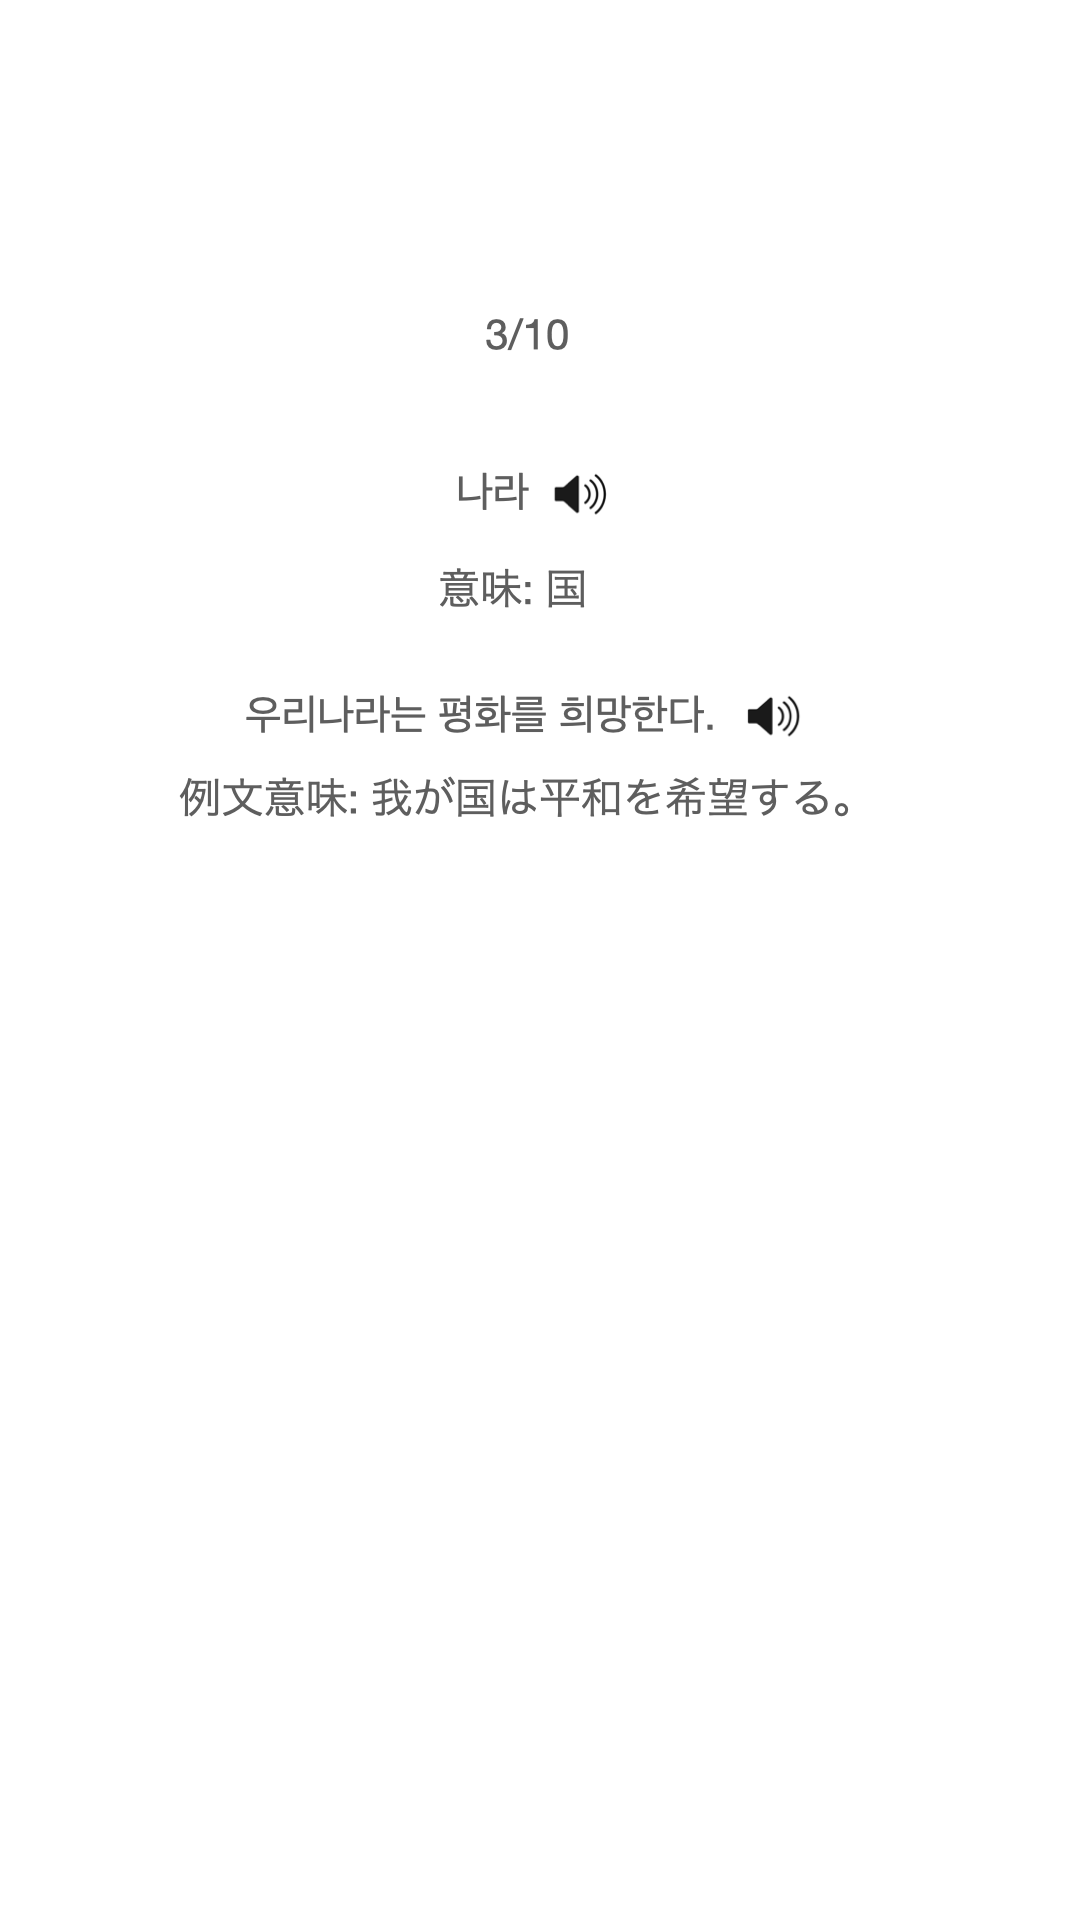 3/10
나라
意味: 国
우리나라는 평화를 희망한다.
例文意味: 我が国は平和を希望する。